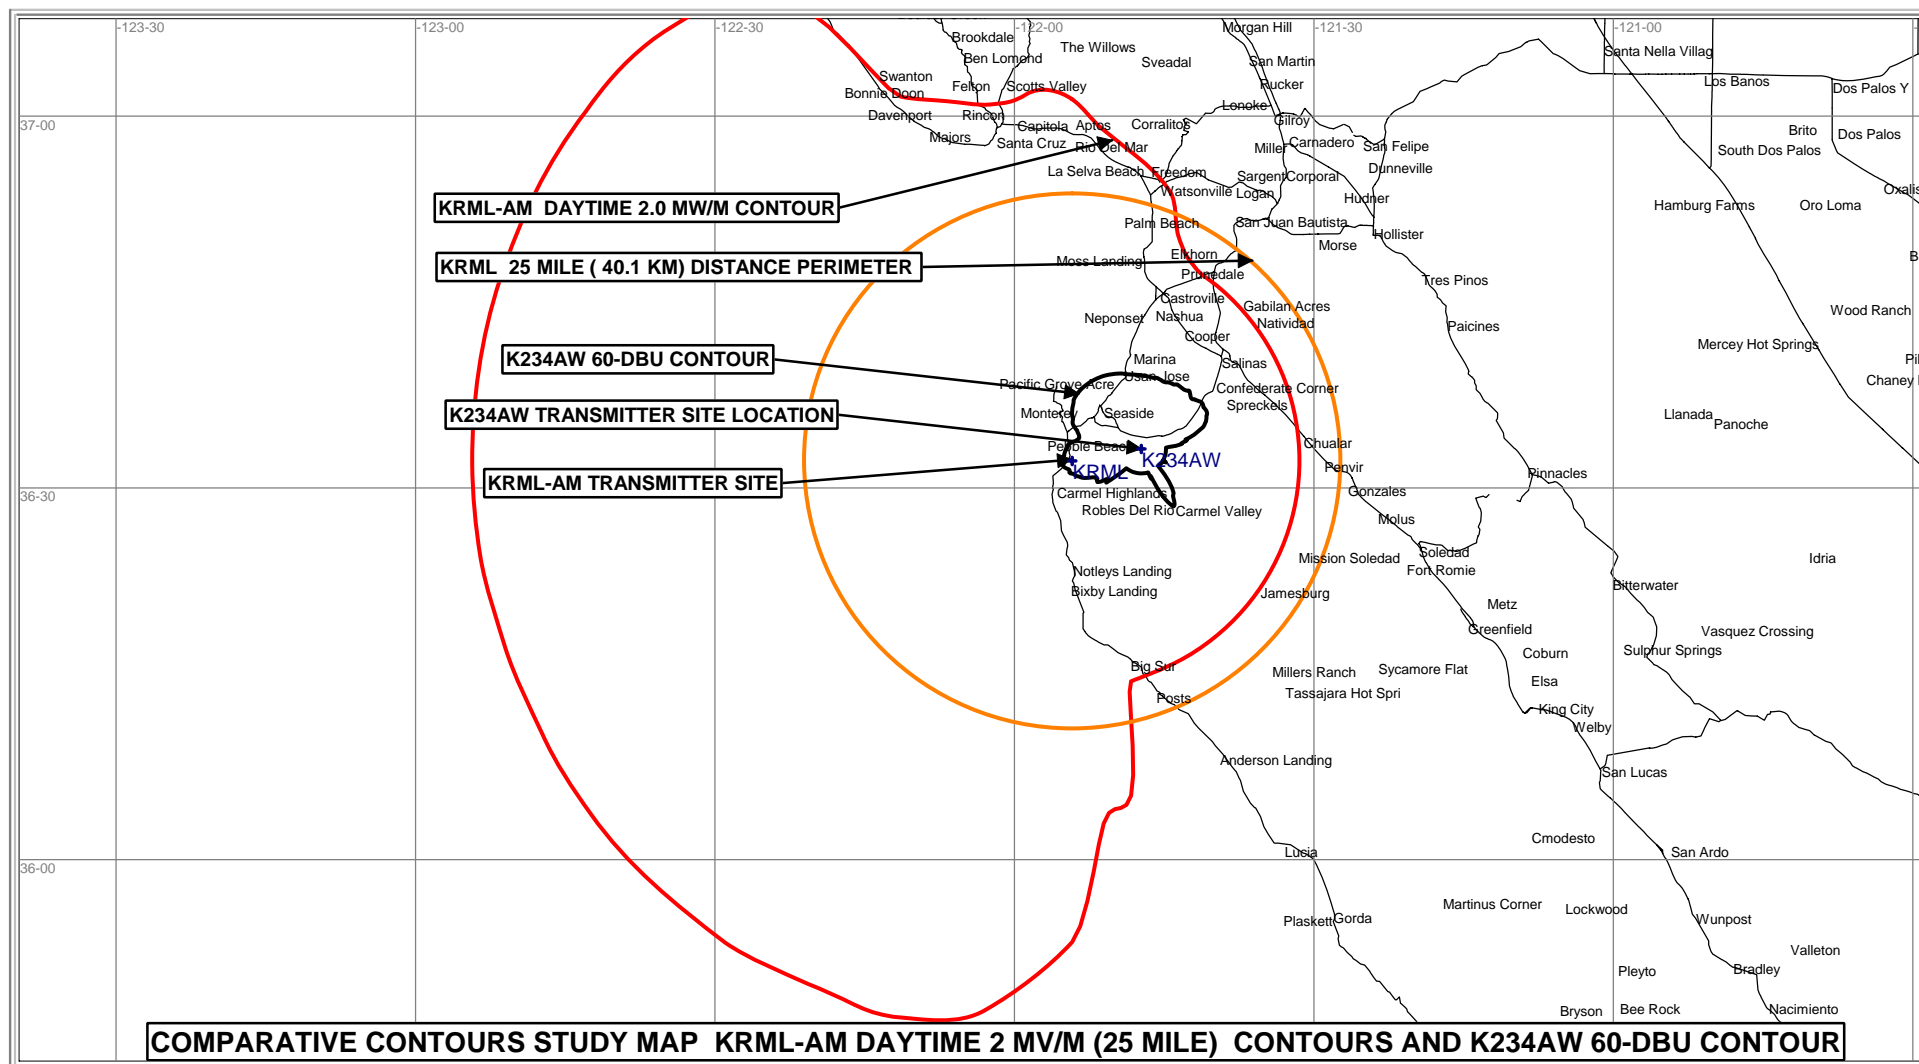 -123-30
-123-00
-122-30
-122-00
-121-30
-121-00
Brookdale
The Willows
Morgan Hill
Santa Nella Villag
Ben Lomond
Sveadal
San Martin
Swanton
Felton
Scotts Valley
Rucker
Los Banos
Dos Palos Y
Bonnie Doon
Lonoke
37-00
Davenport
Rincon
Capitola
Aptos
Corralitos
Gilroy
Brito
Dos Palos
Majors
Santa Cruz
Rio Del Mar
Miller
Carnadero
San Felipe
South Dos Palos
La Selva Beach
Freedom
Sargent
Corporal
Dunneville
Watsonville
Logan
Hudner
Oxalis
KRML-AM  DAYTIME 2.0 MW/M CONTOUR
Hamburg Farms
Oro Loma
Palm Beach
San Juan Bautista
Hollister
Morse
KRML  25 MILE ( 40.1 KM) DISTANCE PERIMETER
Moss Landing
Elkhorn
B
Prunedale
Tres Pinos
Castroville
Gabilan Acres
Wood Ranch
Neponset
Nashua
Natividad
Paicines
Cooper
Mercey Hot Springs
K234AW 60-DBU CONTOUR
Marina
Salinas
Usan Jose
Pacific Grove Acre
Confederate Corner
Chaney
K234AW TRANSMITTER SITE LOCATION
Monterey
Seaside
Spreckels
Llanada
Panoche
Pebble Beac
K234AW
Chualar
KRML
Penvir
Pinnacles
KRML-AM TRANSMITTER SITE
36-30
Carmel Highlands
Gonzales
Robles Del Rio
Carmel Valley
Molus
Mission Soledad
Soledad
Idria
Notleys Landing
Fort Romie
Bixby Landing
Jamesburg
Bitterwater
Metz
Greenfield
Vasquez Crossing
Coburn
Sulphur Springs
Big Sur
Millers Ranch
Sycamore Flat
Elsa
Posts
Tassajara Hot Spri
King City
Welby
Anderson Landing
San Lucas
Cmodesto
36-00
Lucia
San Ardo
Martinus Corner
Lockwood
Plaskett
Gorda
Wunpost
Valleton
Pleyto
Bradley
Bryson
Bee Rock
Nacimiento
COMPARATIVE CONTOURS STUDY MAP  KRML-AM DAYTIME 2 MV/M (25 MILE)  CONTOURS AND K234AW 60-DBU CONTOUR